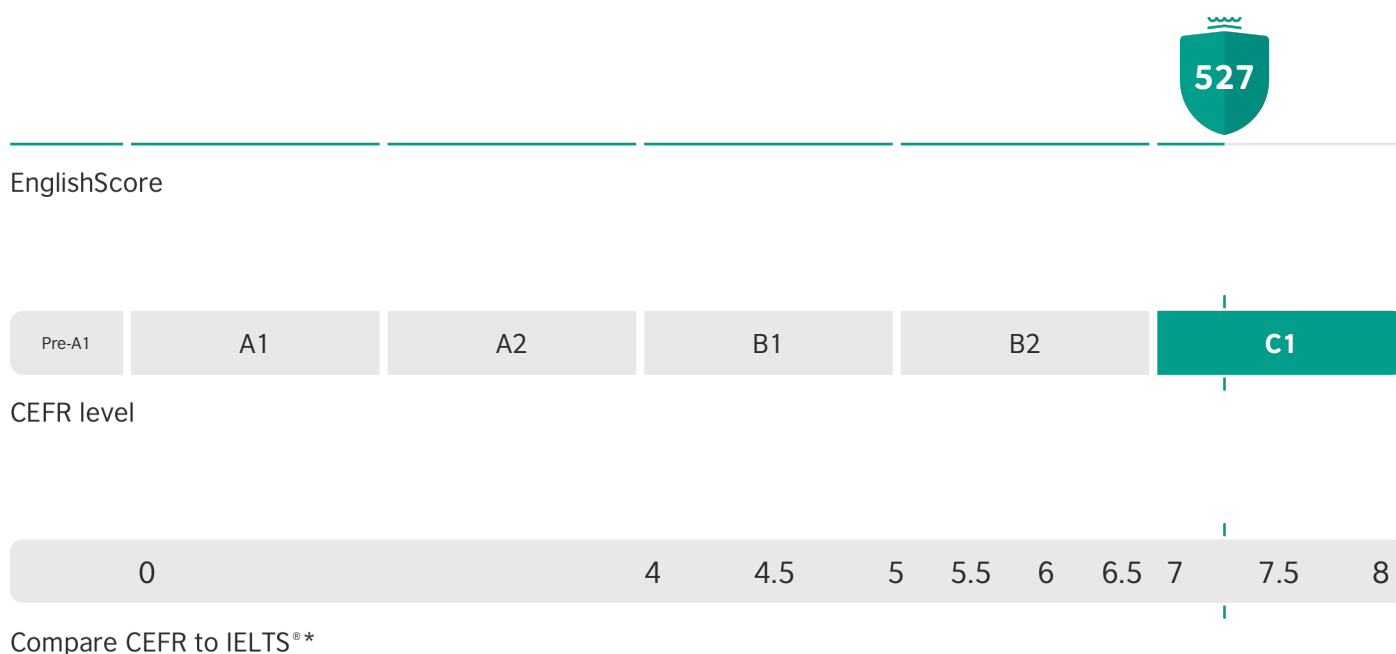 527
EnglishScore
Pre-A1 A1 A2 B1 B2 C1
CEFR level
0 4 4.5 5 5.5 6 6.5 7 7.5 8
Compare CEFR to IELTS®*